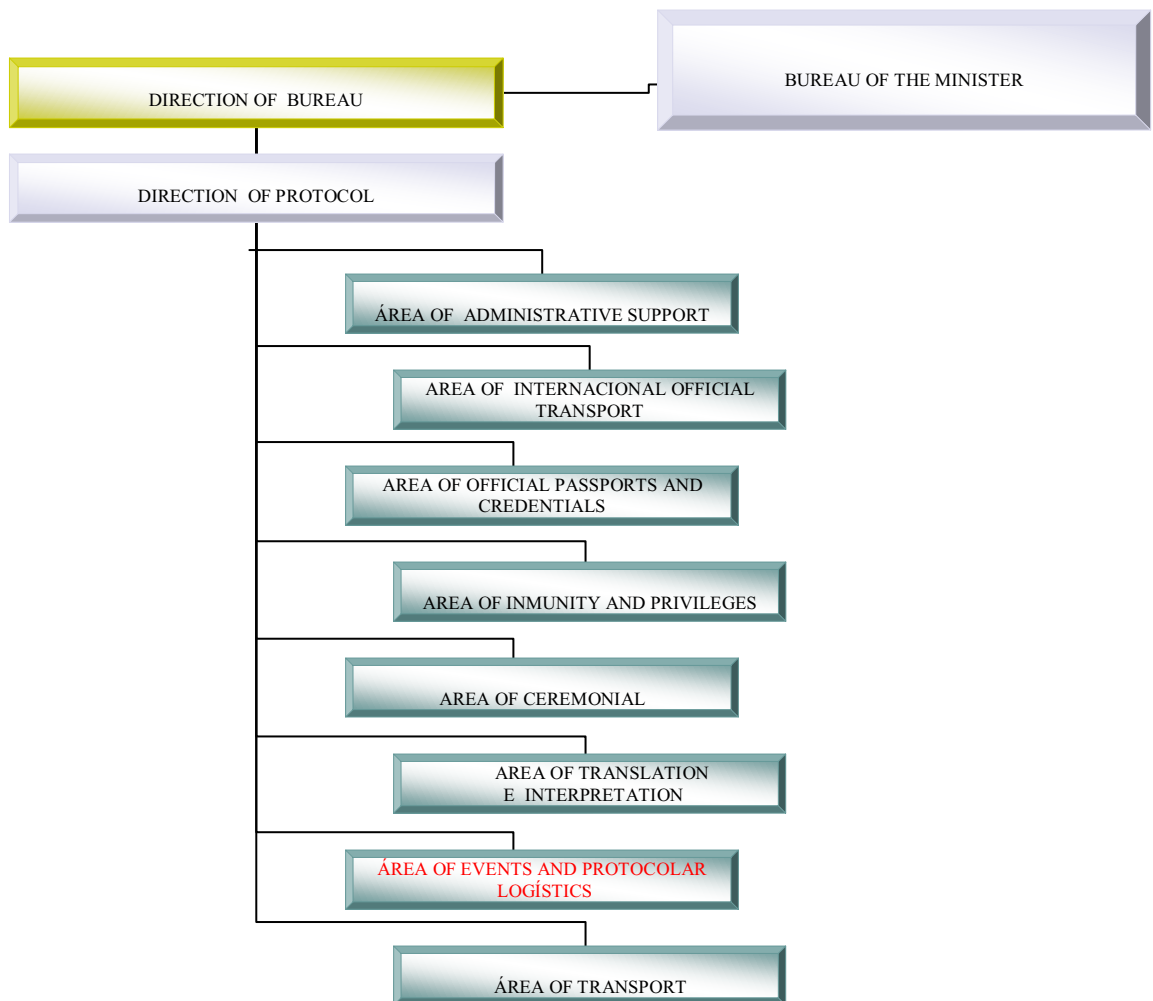 BUREAU OF THE MINISTER
DIRECTION OF BUREAU
DIRECTION OF PROTOCOL
ÁREA OF ADMINISTRATIVE SUPPORT
AREA OF INTERNACIONAL OFFICIAL
TRANSPORT
AREA OF OFFICIAL PASSPORTS AND
CREDENTIALS
AREA OF INMUNITY AND PRIVILEGES
AREA OF CEREMONIAL
AREA OF TRANSLATION
E INTERPRETATION
ÁREA OF EVENTS AND PROTOCOLAR
LOGÍSTICS
ÁREA OF TRANSPORT